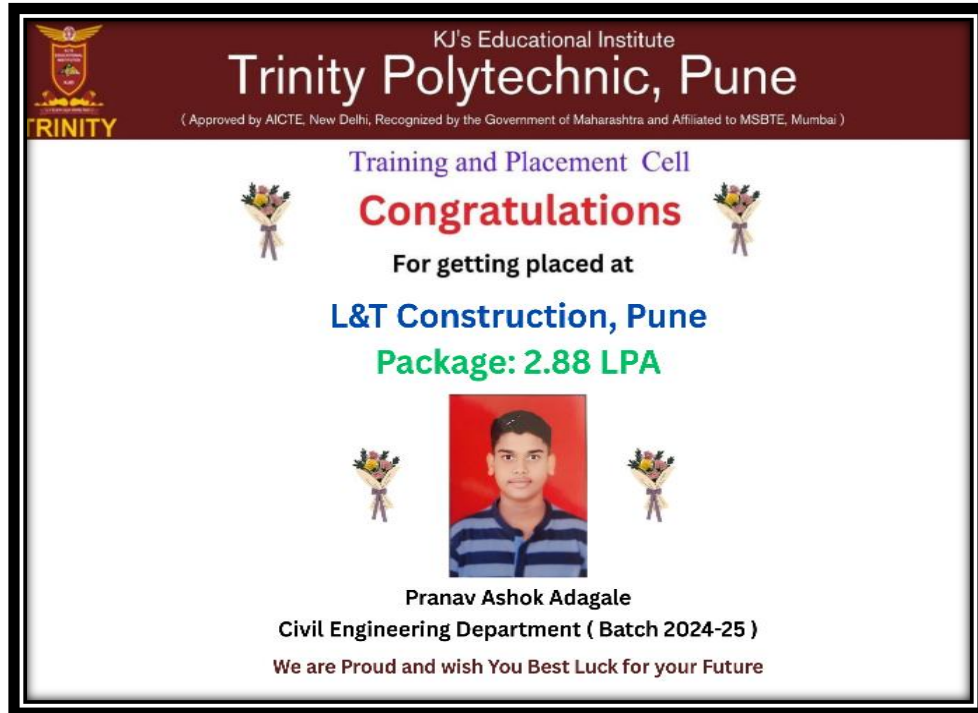 KJ's Educational Institute
Trinity Polytechnic, Pune
( Approved by AICTE, New Delhi, Recognized by the Government of Maharashtra and Affiliated to MSBTE, Mumbai )
TRINITY
Training and Placement Cell
Congratulations
For getting placed at
L&T Construction, Pune
Package: 2.88 LPA
Pranav Ashok Adagale
Civil Engineering Department ( Batch 2024-25 )
We are Proud and wish You Best Luck for your Future